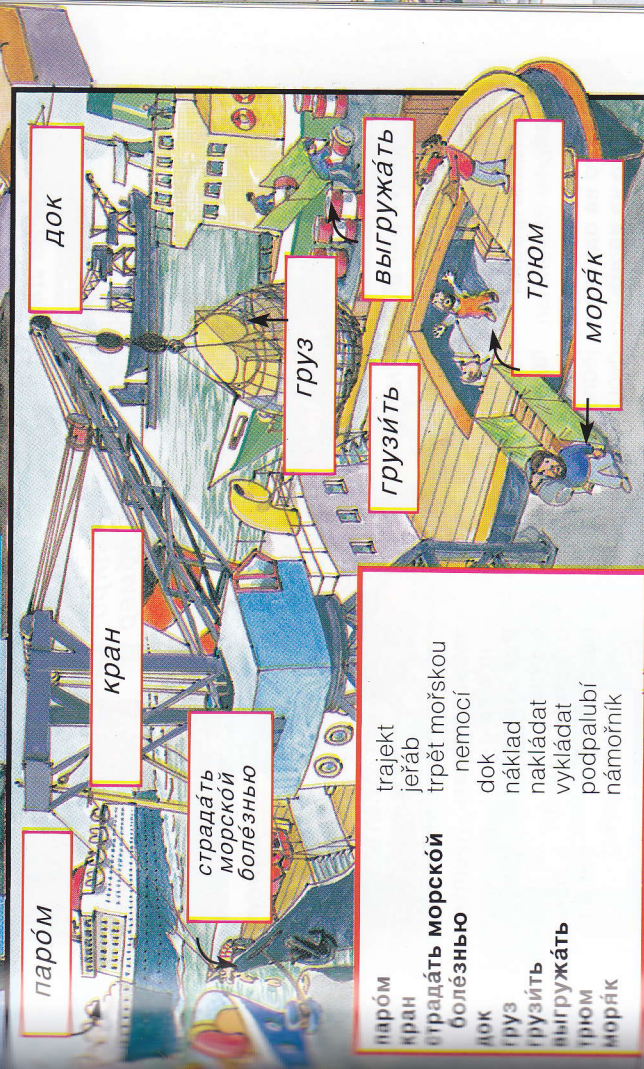 паро́м
кран
док
страда́ть
морско́й
боле́знью
груз
выгружа́ть
грузи́ть
трюм
моря́к
паро́м trajekt
кран jeřáb
страда́ть морско́й trpět mořskou
боле́знью nemocí
док dok
груз náklad
грузи́ть nakládat
выгружа́ть vykládat
трюм podpalubí
моря́к námořník